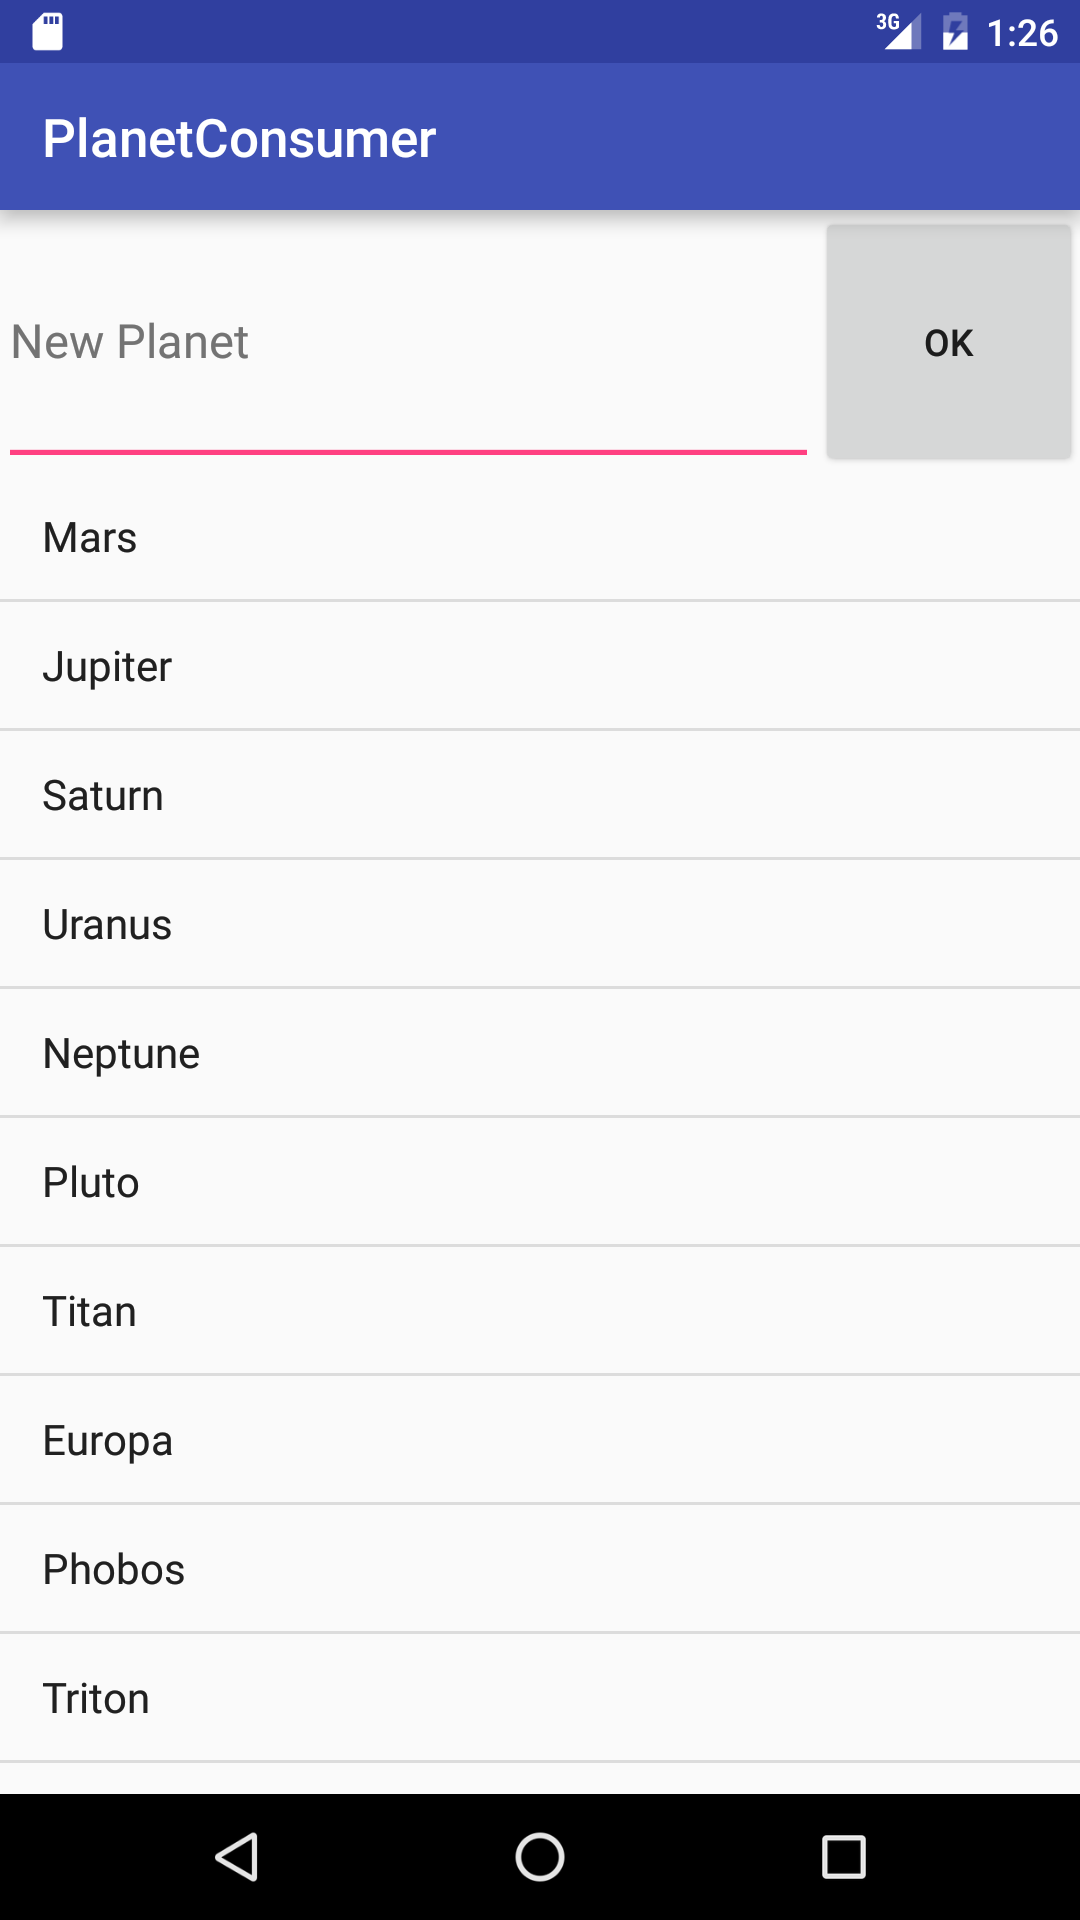 3G 1:26
PlanetConsumer
New Planet OK
Mars
Jupiter
Saturn
Uranus
Neptune
Pluto
Titan
Europa
Phobos
Triton